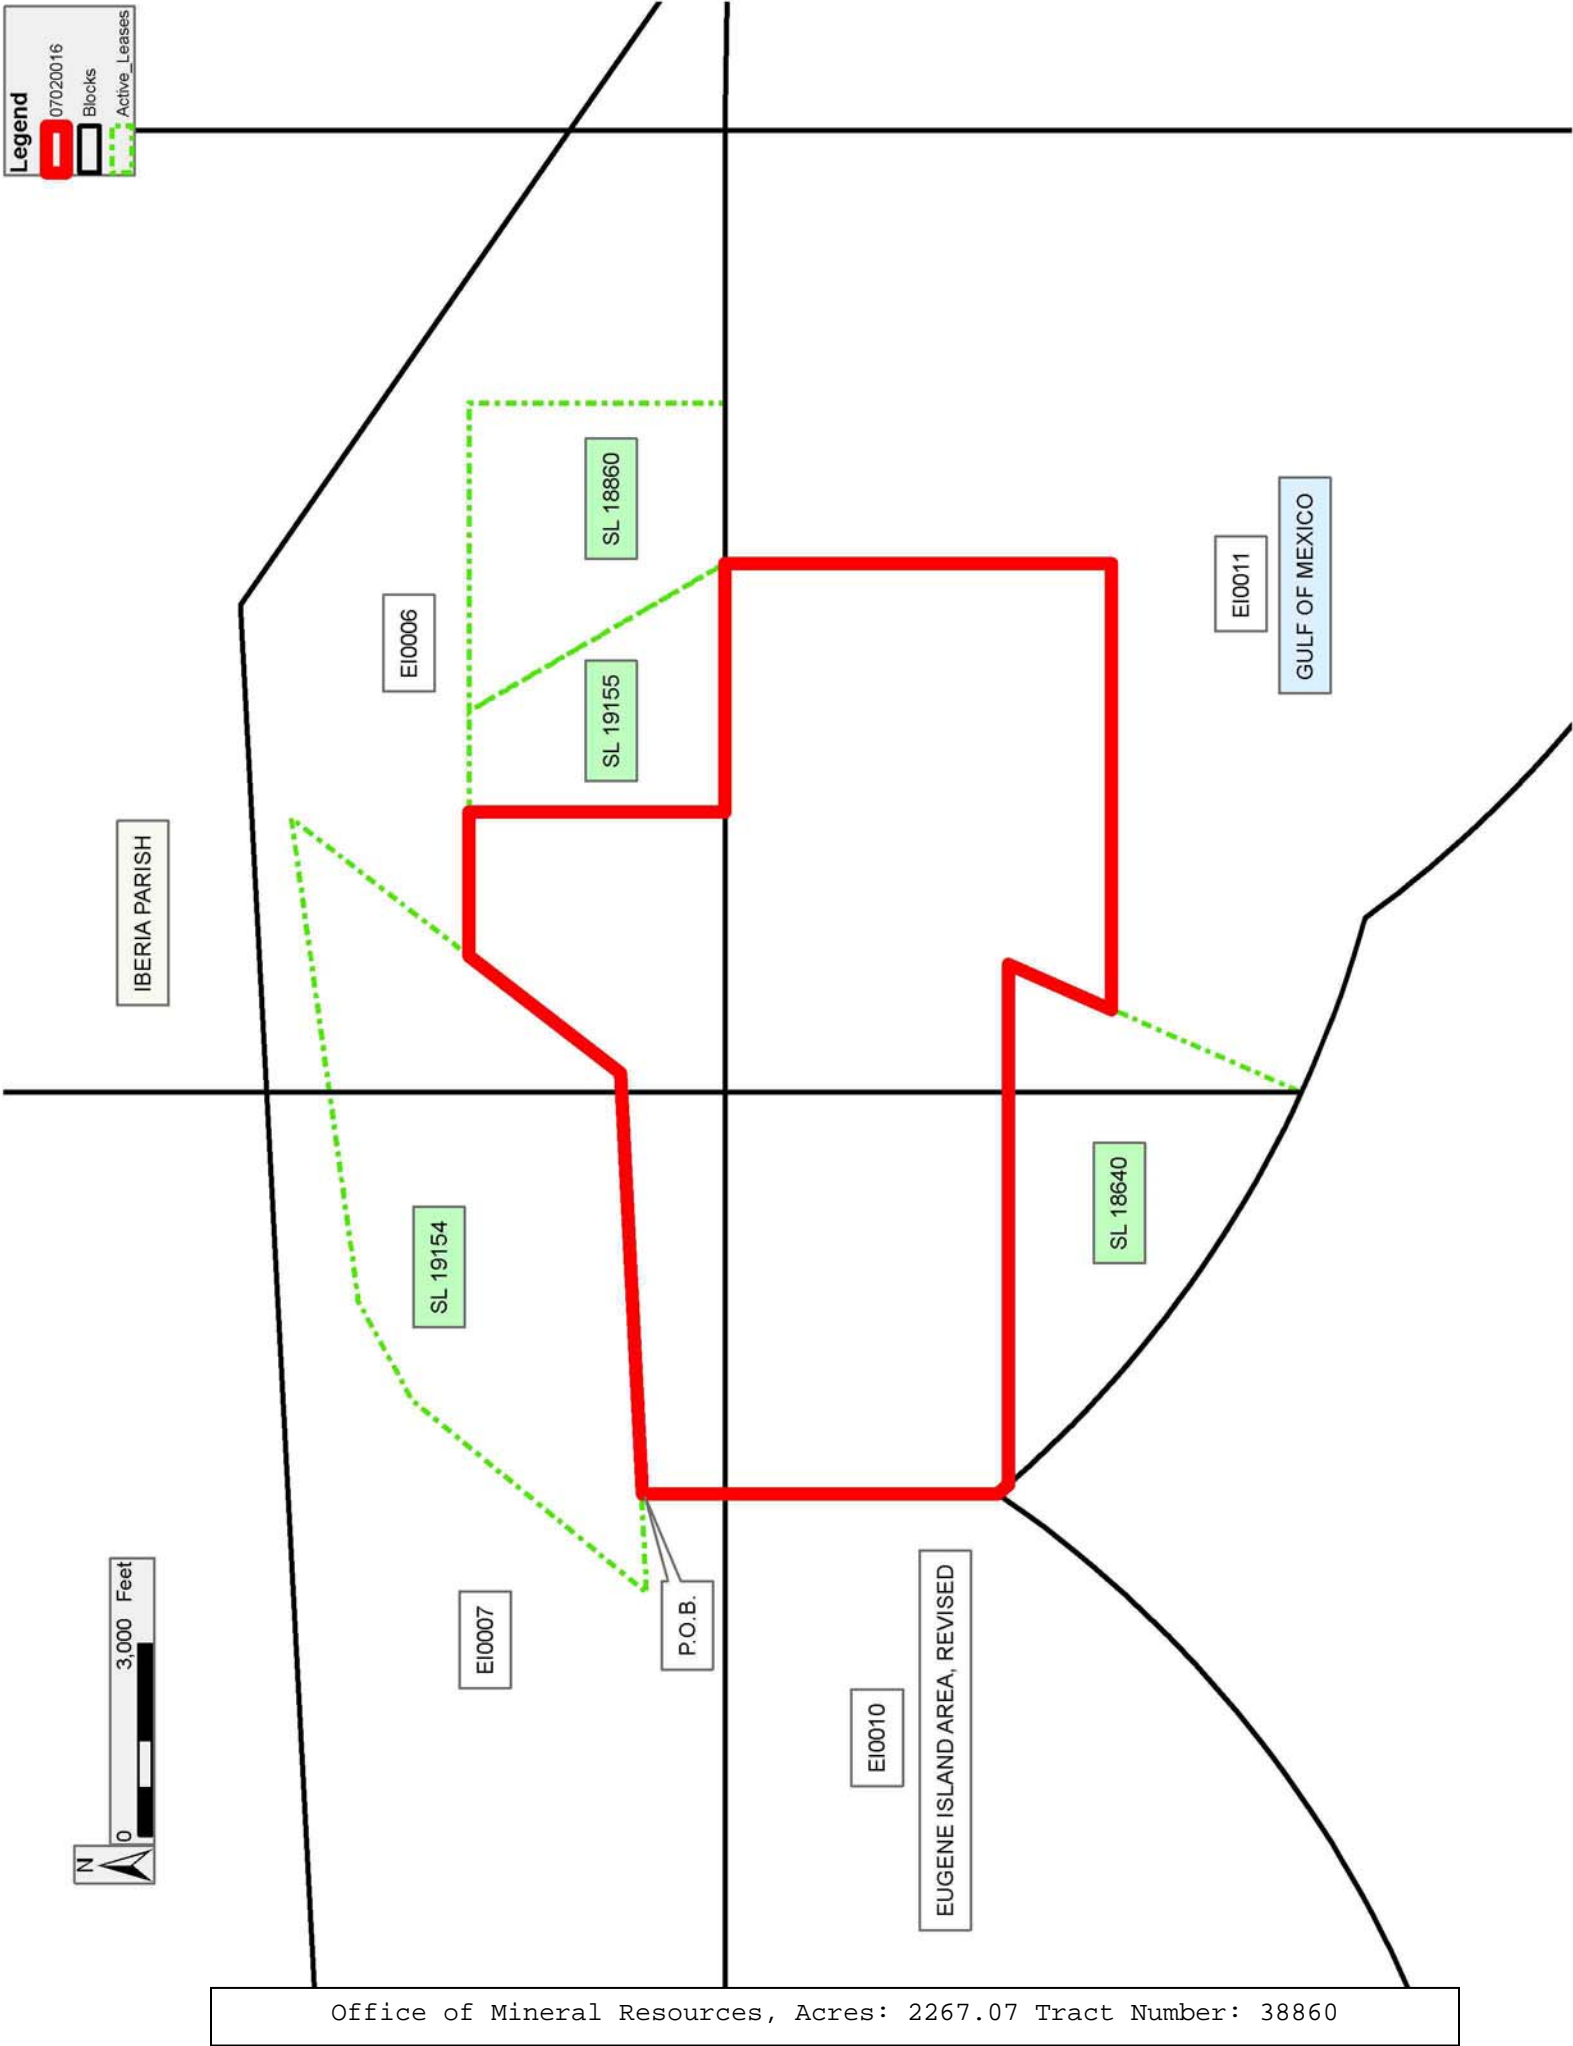 Legend
07020016
Blocks
Active_Leases
IBERIA PARISH
EI0006
SL 18860
SL 19155
EI0011
GULF OF MEXICO
SL 19154
SL 18640
0 3,000 Feet
N
EI0007
P.O.B.
EI0010
EUGENE ISLAND AREA, REVISED
Office of Mineral Resources, Acres: 2267.07 Tract Number: 38860